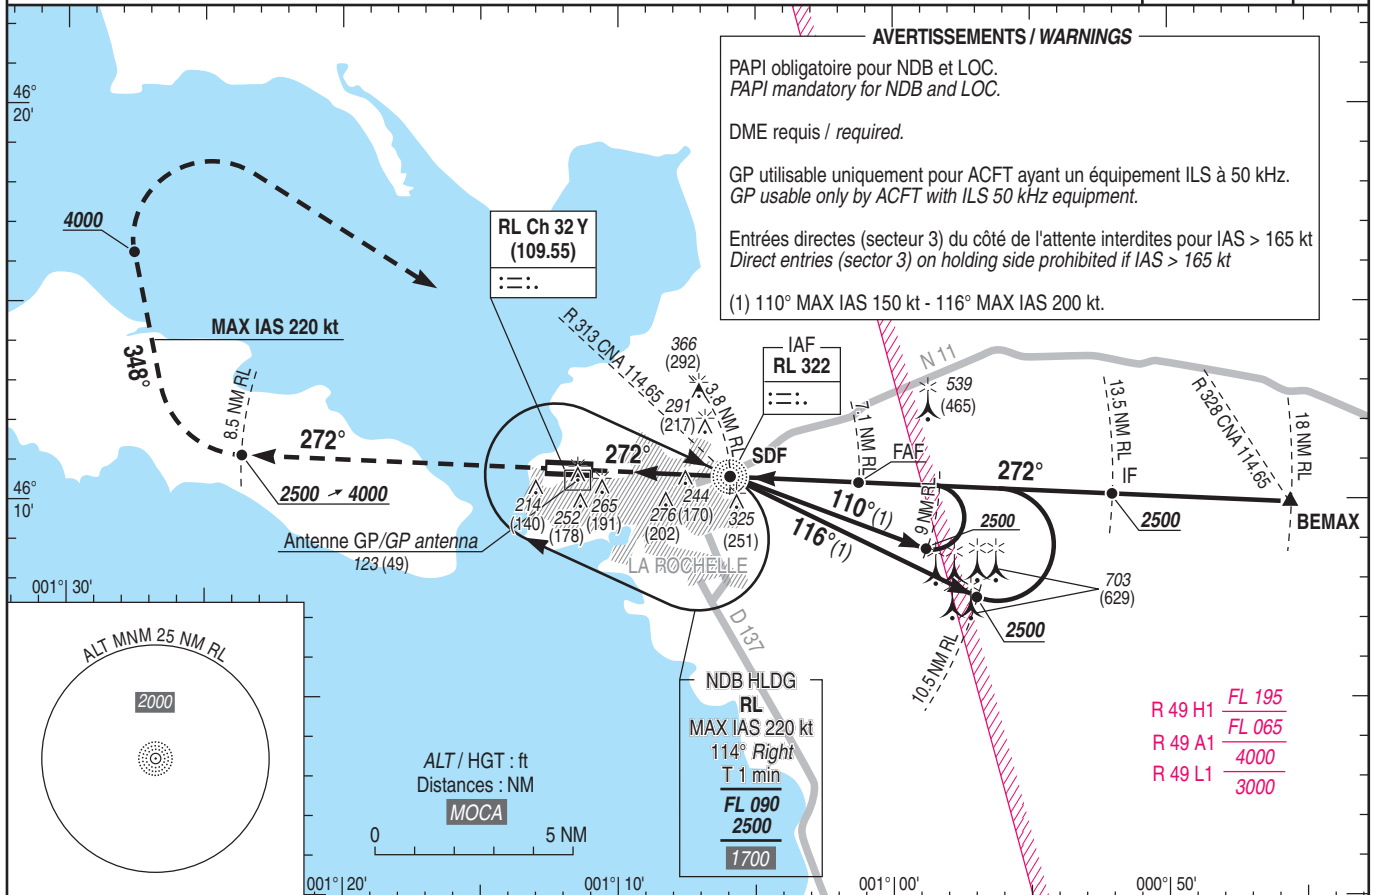 AVERTISSEMENTS / WARNINGS
PAPI obligatoire pour NDB et LOC.
PAPI mandatory for NDB and LOC.
DME requis / required.
GP utilisable uniquement pour ACFT ayant un équipement ILS à 50 kHz.
GP usable only by ACFT with ILS 50 kHz equipment.
Entrées directes (secteur 3) du côté de l'attente interdites pour IAS > 165 kt
Direct entries (sector 3) on holding side prohibited if IAS > 165 kt
(1) 110° MAX IAS 150 kt - 116° MAX IAS 200 kt.
46°
20'
4000
RL Ch 32 Y
(109.55)
MAX IAS 220 kt
348°
8.5 NM RL
272°
2500 ➚ 4000
R 313 CNA 114.65
366
(292)
291
(217)
3.8 NM RL
IAF
RL 322
N 11
539
(465)
7.1 NM RL
FAF
13.5 NM RL
R 328 CNA 114.65
18 NM RL
272°
SDF
272°
IF
2500
BEMAX
46°
10'
214
(140)
252
(178)
265
(191)
276
(202)
244
(170)
325
(251)
110°(1)
116°(1)
9 NM RL
2500
703
(629)
2500
10.5 NM RL
Antenne GP/GP antenna
123 (49)
LA ROCHELLE
D 137
001°I 30'
ALT MNM 25 NM RL
2000
NDB HLDG
RL
MAX IAS 220 kt
114° Right
T 1 min
FL 090
2500
1700
ALT / HGT : ft
Distances : NM
MOCA
0
5 NM
R 49 H1 FL 195
FL 065
R 49 A1
4000
R 49 L1
3000
001°I 20'
001°I 10'
001°I 00'
000°I 50'